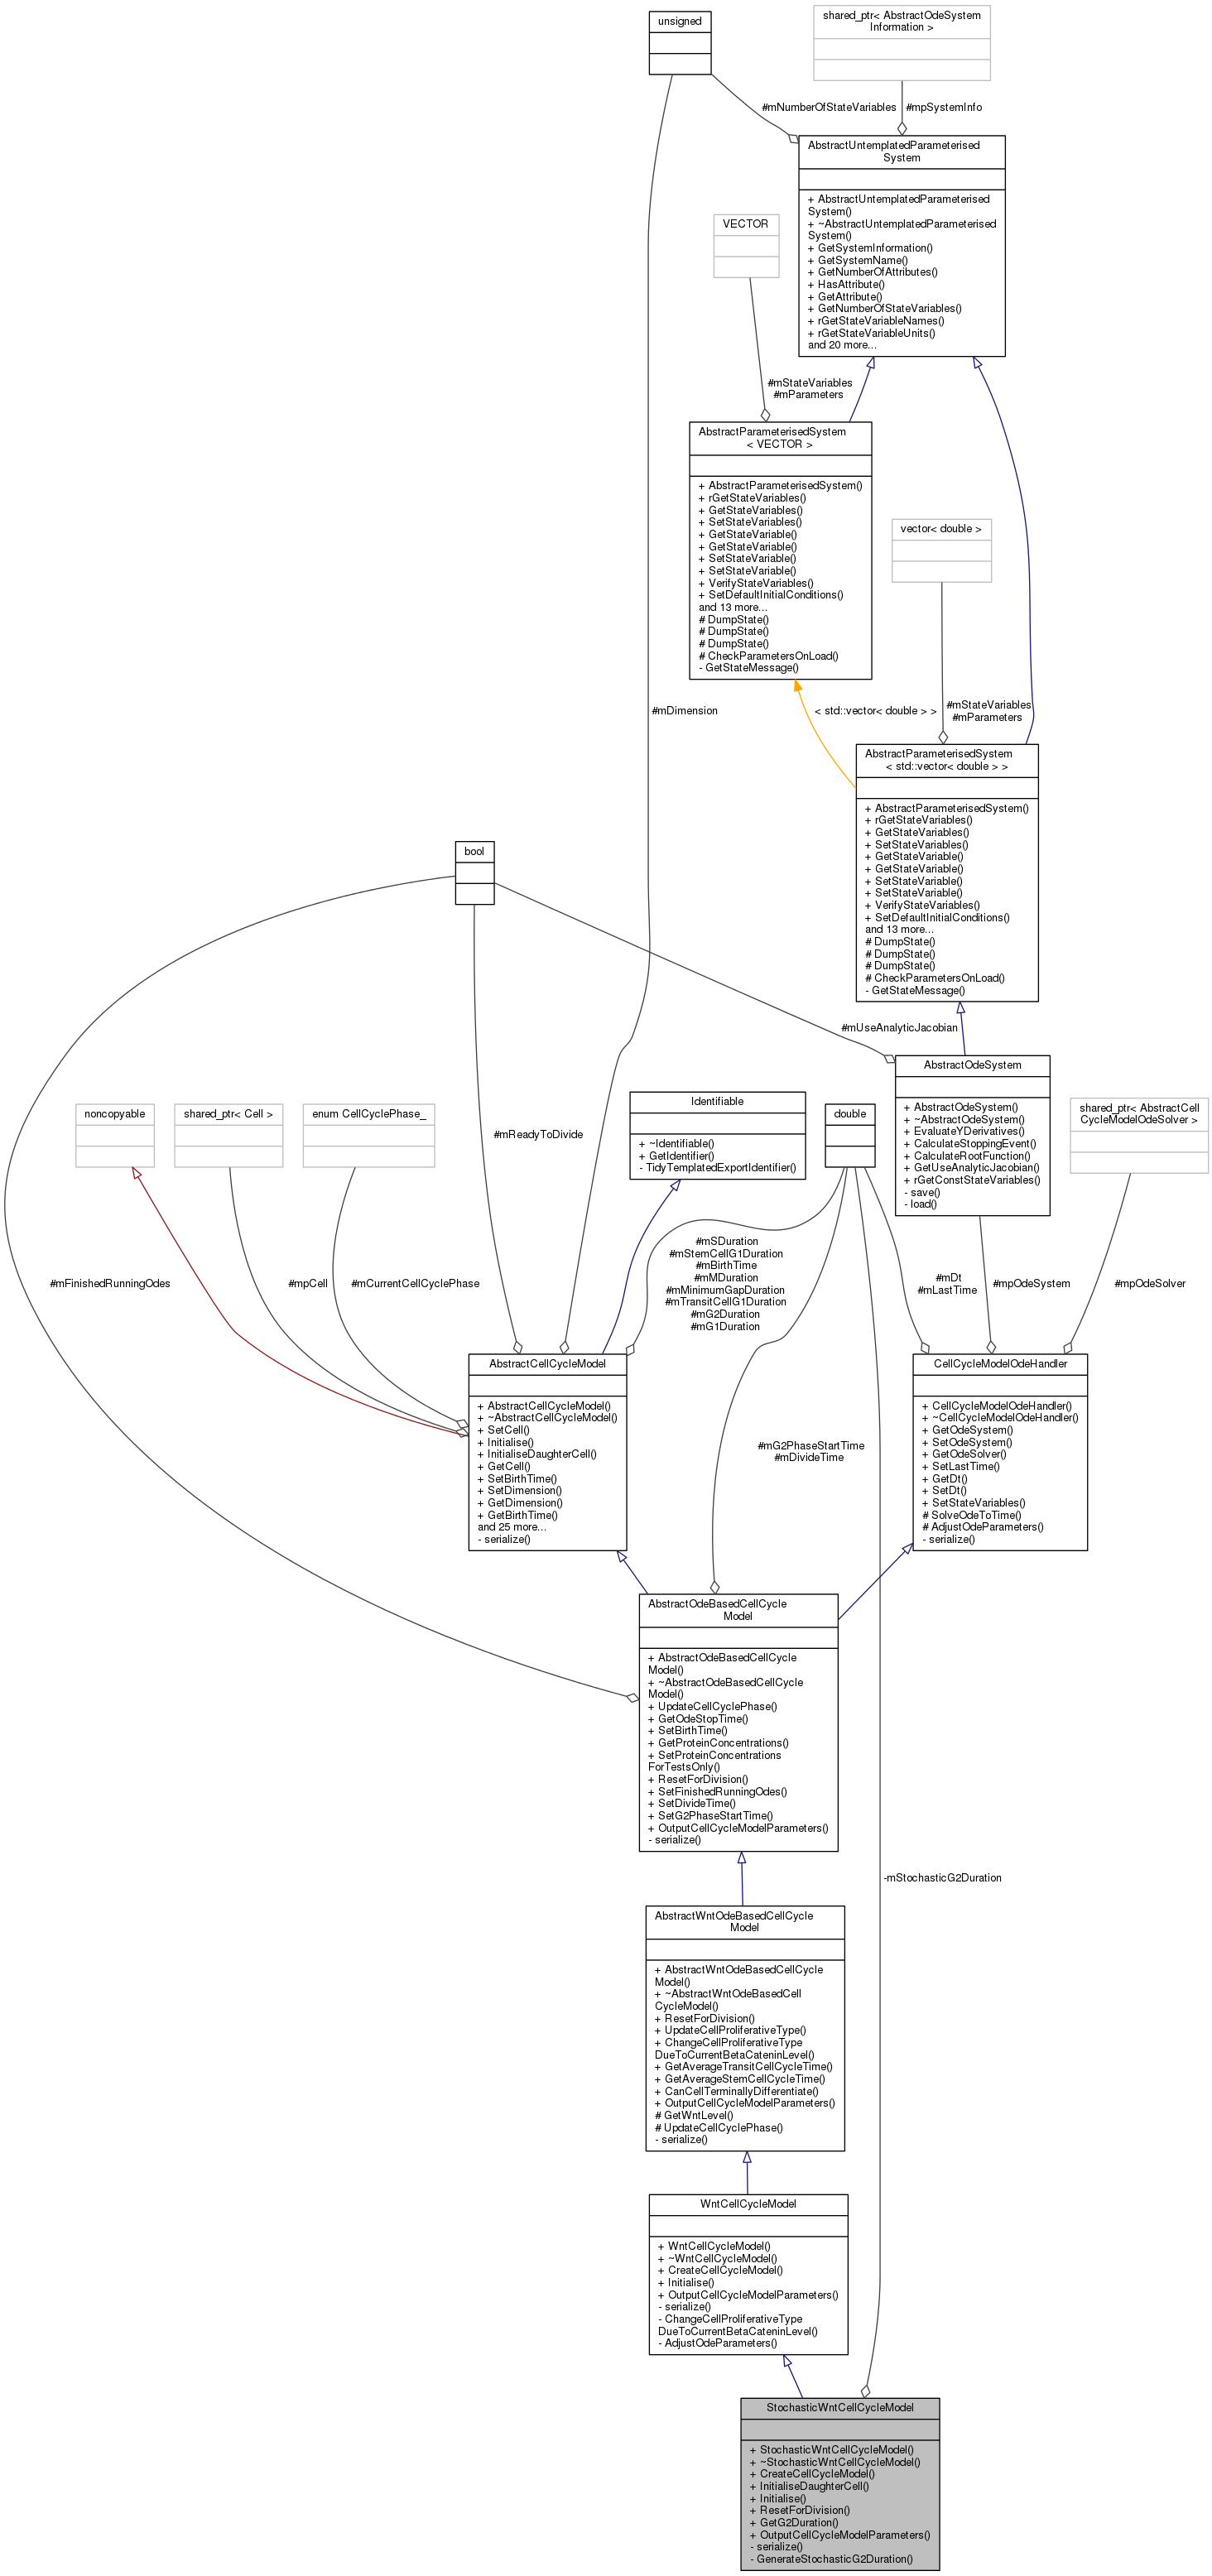 unsigned
shared_ptr< AbstractOdeSystem
Information >
#mNumberOfStateVariables
#mpSystemInfo
AbstractUntemplatedParameterised
System
+ AbstractUntemplatedParameterised
System()
+ ~AbstractUntemplatedParameterised
System()
+ GetSystemInformation()
+ GetSystemName()
+ GetNumberOfAttributes()
+ HasAttribute()
+ GetAttribute()
+ GetNumberOfStateVariables()
+ rGetStateVariableNames()
+ rGetStateVariableUnits()
and 20 more...
VECTOR
#mStateVariables
#mParameters
AbstractParameterisedSystem
< VECTOR >
+ AbstractParameterisedSystem()
+ rGetStateVariables()
+ GetStateVariables()
+ SetStateVariables()
+ GetStateVariable()
+ GetStateVariable()
+ SetStateVariable()
+ SetStateVariable()
+ VerifyStateVariables()
+ SetDefaultInitialConditions()
and 13 more...
# DumpState()
# DumpState()
# DumpState()
# CheckParametersOnLoad()
- GetStateMessage()
vector< double >
#mDimension
< std::vector< double > >
#mStateVariables
#mParameters
AbstractParameterisedSystem
< std::vector< double > >
+ AbstractParameterisedSystem()
+ rGetStateVariables()
+ GetStateVariables()
+ SetStateVariables()
+ GetStateVariable()
+ GetStateVariable()
+ SetStateVariable()
+ SetStateVariable()
+ VerifyStateVariables()
+ SetDefaultInitialConditions()
and 13 more...
# DumpState()
# DumpState()
# DumpState()
# CheckParametersOnLoad()
- GetStateMessage()
bool
#mUseAnalyticJacobian
AbstractOdeSystem
+ AbstractOdeSystem()
+ ~AbstractOdeSystem()
+ EvaluateYDerivatives()
+ CalculateStoppingEvent()
+ CalculateRootFunction()
+ GetUseAnalyticJacobian()
+ rGetConstStateVariables()
- save()
- load()
noncopyable
shared_ptr< Cell >
enum CellCyclePhase_
#mReadyToDivide
Identifiable
+ ~Identifiable()
+ GetIdentifier()
- TidyTemplatedExportIdentifier()
double
shared_ptr< AbstractCell
CycleModelOdeSolver >
#mFinishedRunningOdes
#mpCell
#mCurrentCellCyclePhase
#mSDuration
#mStemCellG1Duration
#mBirthTime
#mMDuration
#mMinimumGapDuration
#mTransitCellG1Duration
#mG2Duration
#mG1Duration
#mDt
#mLastTime
#mpOdeSystem
#mpOdeSolver
AbstractCellCycleModel
+ AbstractCellCycleModel()
+ ~AbstractCellCycleModel()
+ SetCell()
+ Initialise()
+ InitialiseDaughterCell()
+ GetCell()
+ SetBirthTime()
+ SetDimension()
+ GetDimension()
+ GetBirthTime()
and 25 more...
- serialize()
#mG2PhaseStartTime
#mDivideTime
CellCycleModelOdeHandler
+ CellCycleModelOdeHandler()
+ ~CellCycleModelOdeHandler()
+ GetOdeSystem()
+ SetOdeSystem()
+ GetOdeSolver()
+ SetLastTime()
+ GetDt()
+ SetDt()
+ SetStateVariables()
# SolveOdeToTime()
# AdjustOdeParameters()
- serialize()
AbstractOdeBasedCellCycle
Model
+ AbstractOdeBasedCellCycle
Model()
+ ~AbstractOdeBasedCellCycle
Model()
+ UpdateCellCyclePhase()
+ GetOdeStopTime()
+ SetBirthTime()
+ GetProteinConcentrations()
+ SetProteinConcentrations
ForTestsOnly()
+ ResetForDivision()
+ SetFinishedRunningOdes()
+ SetDivideTime()
+ SetG2PhaseStartTime()
+ OutputCellCycleModelParameters()
- serialize()
-mStochasticG2Duration
AbstractWntOdeBasedCellCycle
Model
+ AbstractWntOdeBasedCellCycle
Model()
+ ~AbstractWntOdeBasedCell
CycleModel()
+ ResetForDivision()
+ UpdateCellProliferativeType()
+ ChangeCellProliferativeType
DueToCurrentBetaCateninLevel()
+ GetAverageTransitCellCycleTime()
+ GetAverageStemCellCycleTime()
+ CanCellTerminallyDifferentiate()
+ OutputCellCycleModelParameters()
# GetWntLevel()
# UpdateCellCyclePhase()
- serialize()
WntCellCycleModel
+ WntCellCycleModel()
+ ~WntCellCycleModel()
+ CreateCellCycleModel()
+ Initialise()
+ OutputCellCycleModelParameters()
- serialize()
- ChangeCellProliferativeType
DueToCurrentBetaCateninLevel()
- AdjustOdeParameters()
StochasticWntCellCycleModel
+ StochasticWntCellCycleModel()
+ ~StochasticWntCellCycleModel()
+ CreateCellCycleModel()
+ InitialiseDaughterCell()
+ Initialise()
+ ResetForDivision()
+ GetG2Duration()
+ OutputCellCycleModelParameters()
- serialize()
- GenerateStochasticG2Duration()